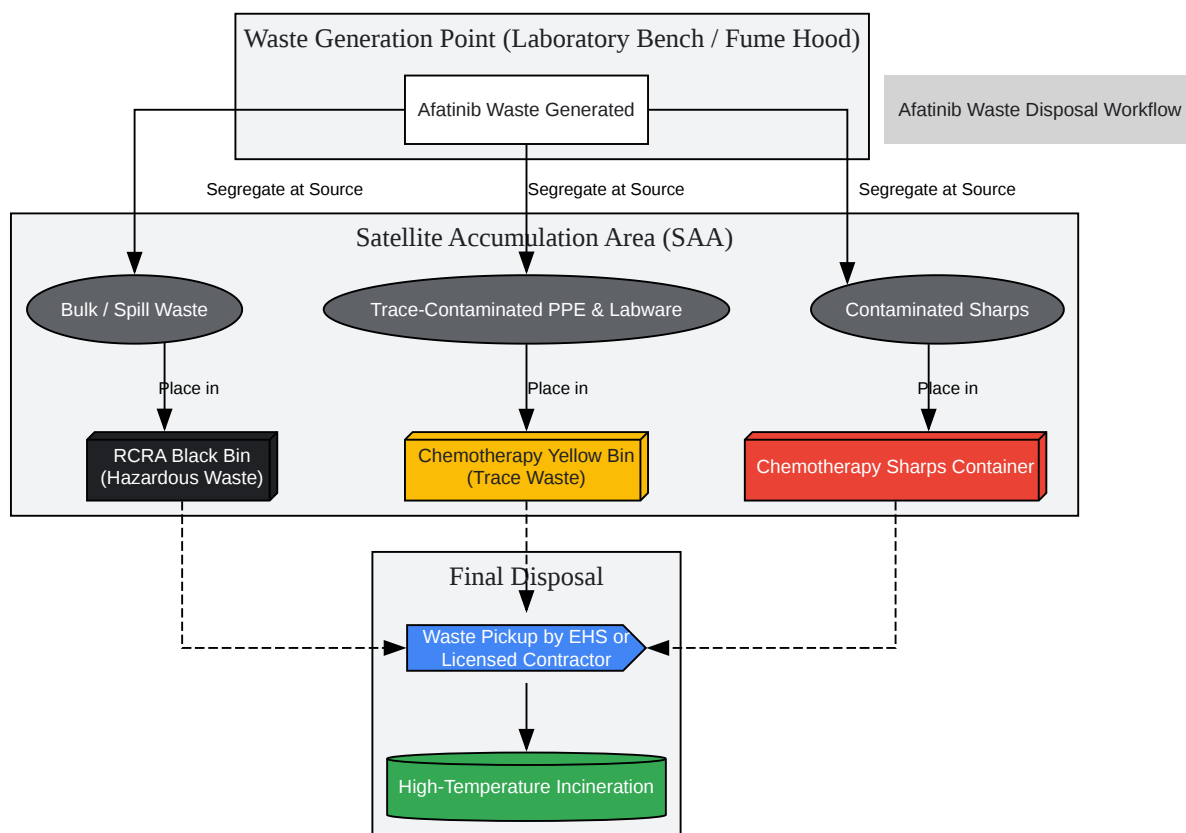 Waste Generation Point (Laboratory Bench / Fume Hood)
Afatinib Waste Generated
Afatinib Waste Disposal Workflow
Segregate at Source
Segregate at Source
Segregate at Source
Satellite Accumulation Area (SAA)
Bulk / Spill Waste
Trace-Contaminated PPE & Labware
Contaminated Sharps
Place in
Place in
Place in
RCRA Black Bin
(Hazardous Waste)
Chemotherapy Yellow Bin
(Trace Waste)
Chemotherapy Sharps Container
Final Disposal
Waste Pickup by EHS or
Licensed Contractor
High-Temperature Incineration